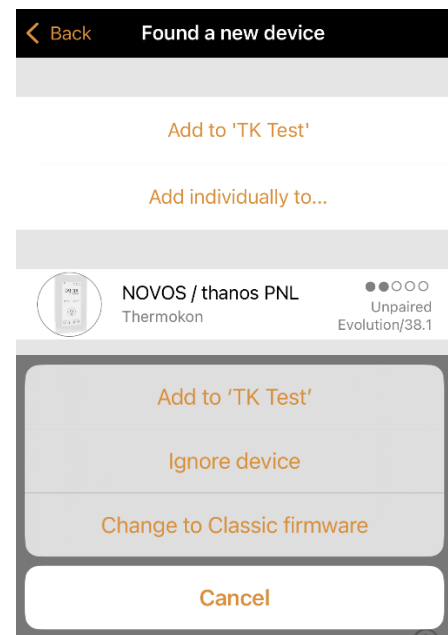 Back
Found a new device
Add to 'TK Test'
Add individually to...
NOVOS / thanos PNL
Thermokon
Unpaired
Evolution/38.1
Add to ‘TK Test’
Ignore device
Change to Classic firmware
Cancel